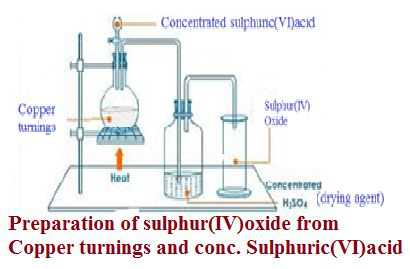 Concentrated sulphuric(VI)acid
Copper
turnings
Sulphur(IV)
Oxide
Heat
Concentrated
H₂SO₄ (drying agent)
Preparation of sulphur(IV)oxide from
Copper turnings and conc. Sulphuric(VI)acid